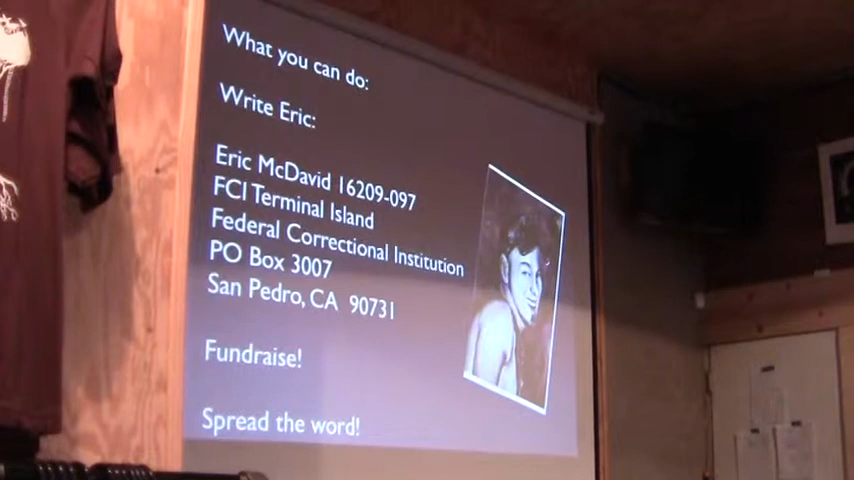 What you can do:
Write Eric:
Eric McDavid 16209-097
FCI Terminal Island
Federal Correctional Institution
PO Box 3007
San Pedro, CA 90731
Fundraise!
Spread the word!